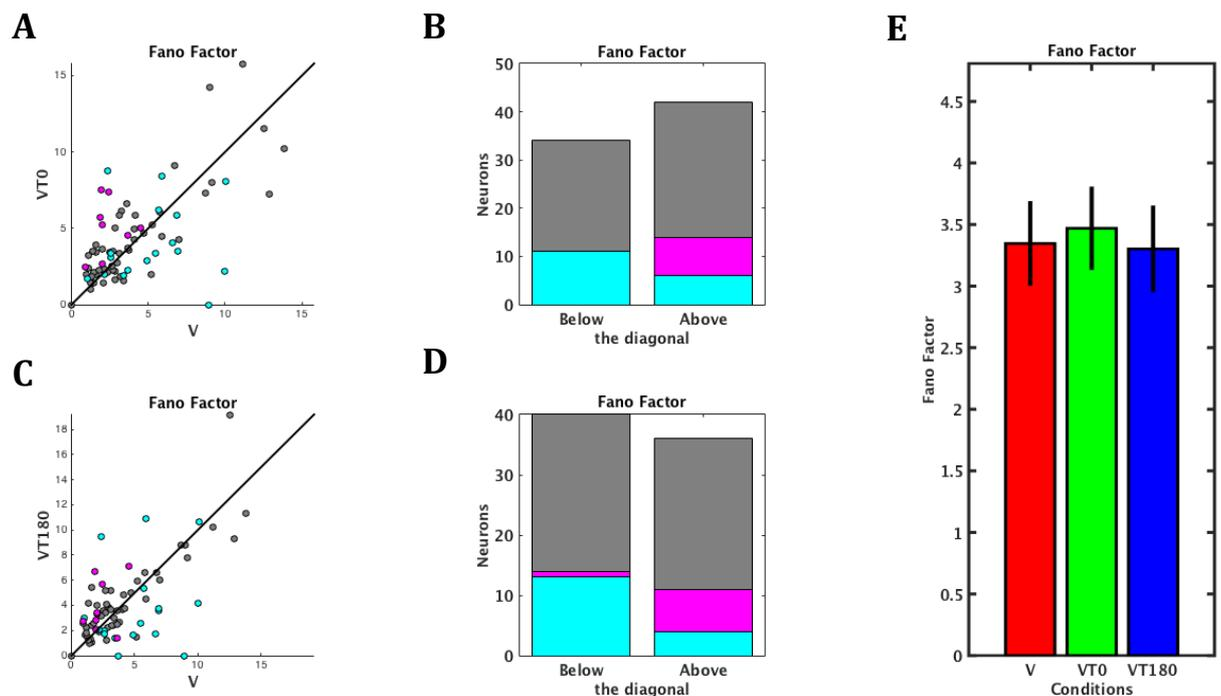 A
Fano Factor
15
10
5
0
VT0
0 5 10 15
V
B
Fano Factor
50
40
30
20
10
0
Neurons
Below Above
the diagonal
C
Fano Factor
18
16
14
12
10
8
6
4
2
0
VT180
0 5 10 15
V
D
Fano Factor
40
30
20
10
0
Neurons
Below Above
the diagonal
E
Fano Factor
4.5
4
3.5
3
2.5
2
1.5
1
0.5
0
Fano Factor
V VT0 VT180
Conditions